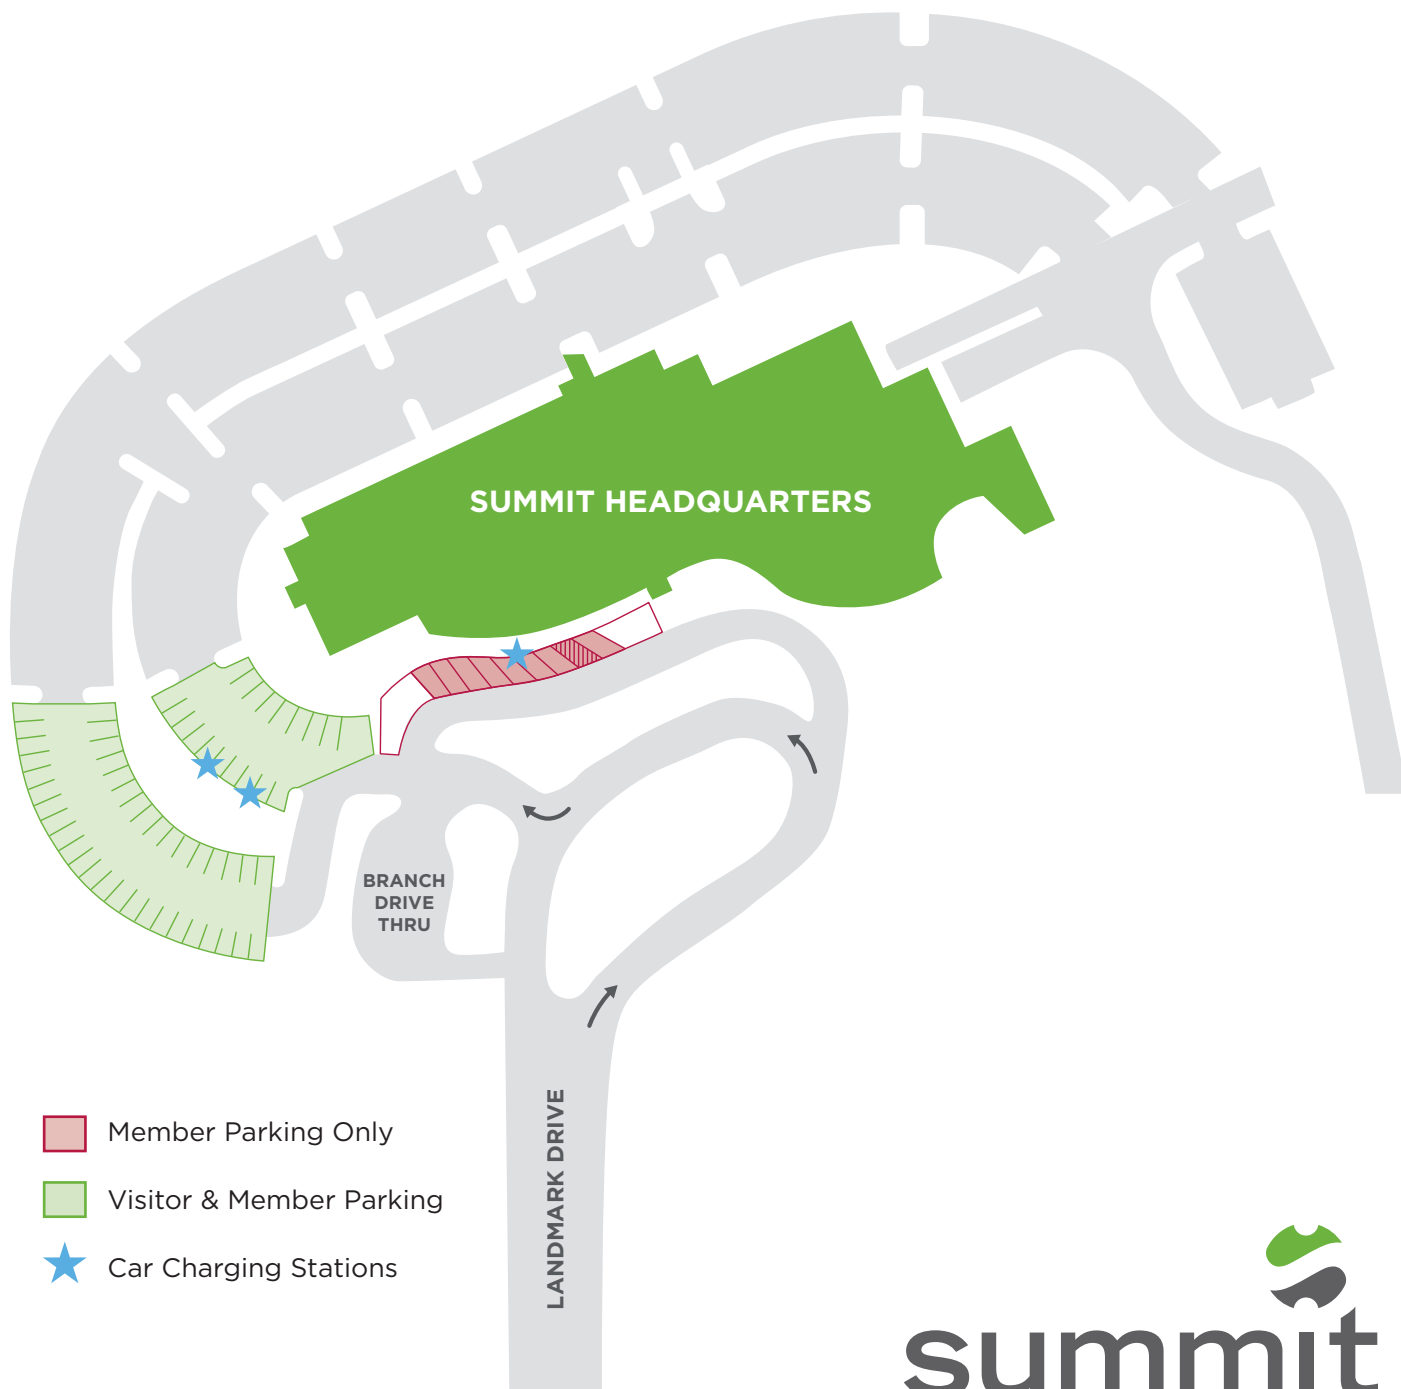 SUMMIT HEADQUARTERS
BRANCH
DRIVE
THRU
LANDMARK DRIVE
Member Parking Only
Visitor & Member Parking
Car Charging Stations
summit